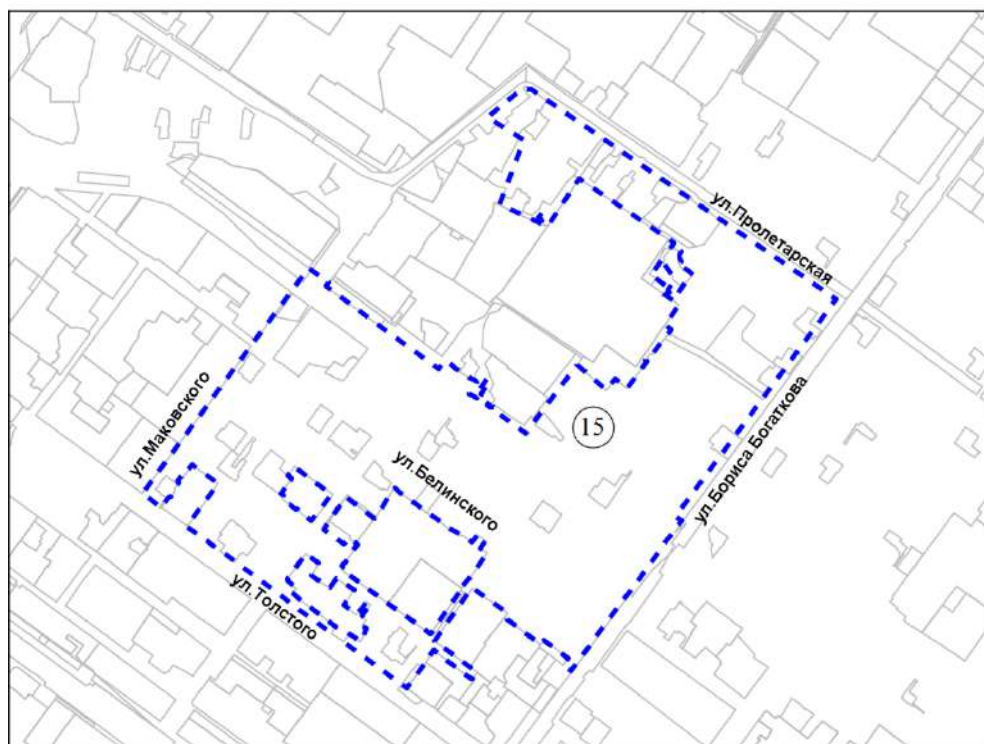 ул.Пролетарская
ул.Маковского
ул.Бориса Богаткова
15
ул.Белинского
ул.Толстого